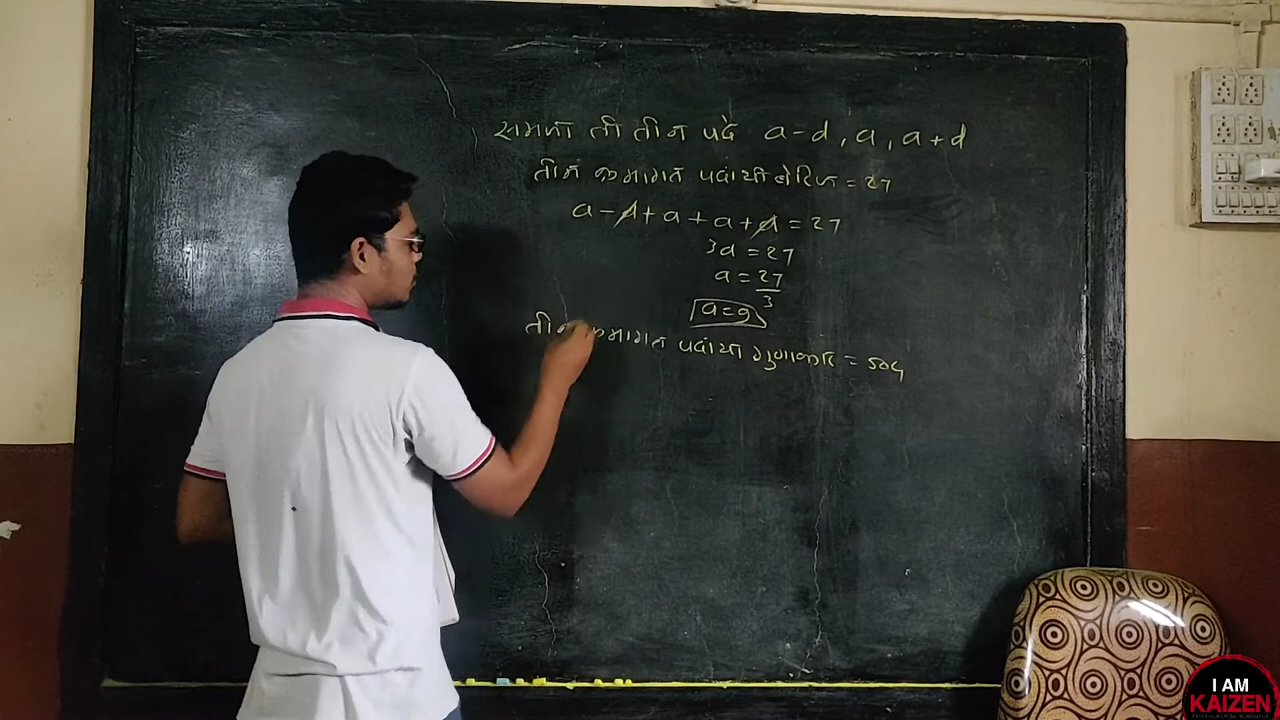 समजा ती तीन पदे a-d, a, a+d
तीन क्रमागत पदांची बेरिज = 27
a - d + a + a + d = 27
3a = 27
a = 27/3
a = 9
तीन क्रमागत पदांचा गुणाकार = 504
I AM
KAIZEN